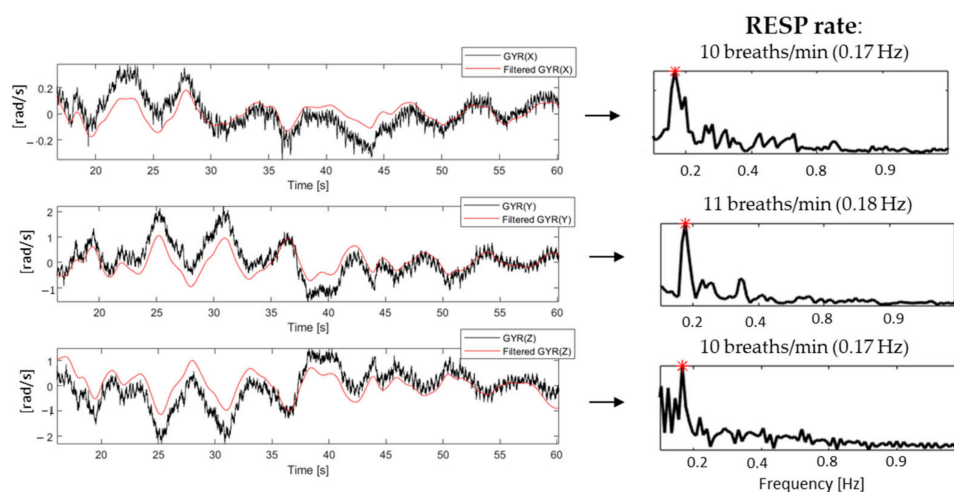 RESP rate:
10 breaths/min (0.17 Hz)
GYR(X)
Filtered GYR(X)
[rad/s]
0.2
0
−0.2
20 25 30 35 40 45 50 55 60
Time [s]
0.2 0.4 0.8 0.9
11 breaths/min (0.18 Hz)
GYR(Y)
Filtered GYR(Y)
[rad/s]
2
1
0
−1
20 25 30 35 40 45 50 55 60
Time [s]
0.2 0.4 0.8 0.9
10 breaths/min (0.17 Hz)
GYR(Z)
Filtered GYR(Z)
[rad/s]
1
0
−1
−2
20 25 30 35 40 45 50 55 60
Time [s]
0.2 0.4 0.8 0.9
Frequency [Hz]